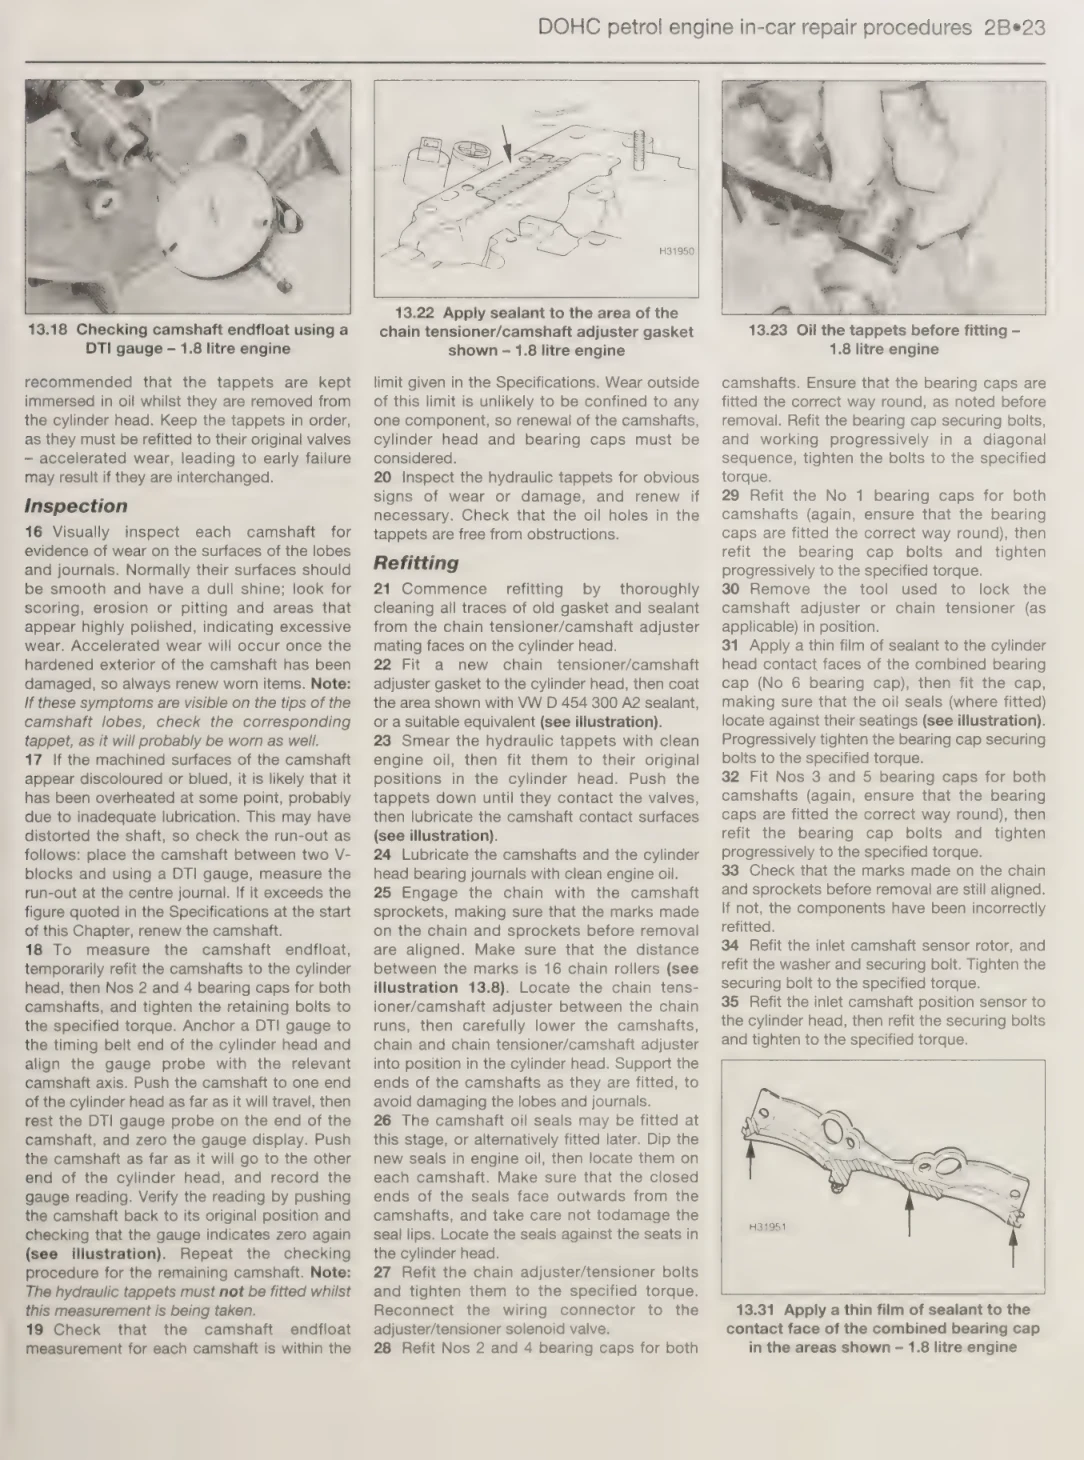 DOHC petrol engine in-car repair procedures 2B•23
13.18 Checking camshaft endfloat using a
DTI gauge – 1.8 litre engine
recommended that the tappets are kept
immersed in oil whilst they are removed from
the cylinder head. Keep the tappets in order,
as they must be refitted to their original valves
– accelerated wear, leading to early failure
may result if they are interchanged.
Inspection
16 Visually inspect each camshaft for
evidence of wear on the surfaces of the lobes
and journals. Normally their surfaces should
be smooth and have a dull shine; look for
scoring, erosion or pitting and areas that
appear highly polished, indicating excessive
wear. Accelerated wear will occur once the
hardened exterior of the camshaft has been
damaged, so always renew worn items. Note:
If these symptoms are visible on the tips of the
camshaft lobes, check the corresponding
tappet, as it will probably be worn as well.
17 If the machined surfaces of the camshaft
appear discoloured or blued, it is likely that it
has been overheated at some point, probably
due to inadequate lubrication. This may have
distorted the shaft, so check the run-out as
follows: place the camshaft between two V-
blocks and using a DTI gauge, measure the
run-out at the centre journal. If it exceeds the
figure quoted in the Specifications at the start
of this Chapter, renew the camshaft.
18 To measure the camshaft endfloat,
temporarily refit the camshafts to the cylinder
head, then Nos 2 and 4 bearing caps for both
camshafts, and tighten the retaining bolts to
the specified torque. Anchor a DTI gauge to
the timing belt end of the cylinder head and
align the gauge probe with the relevant
camshaft axis. Push the camshaft to one end
of the cylinder head as far as it will travel, then
rest the DTI gauge probe on the end of the
camshaft, and zero the gauge display. Push
the camshaft as far as it will go to the other
end of the cylinder head, and record the
gauge reading. Verify the reading by pushing
the camshaft back to its original position and
checking that the gauge indicates zero again
(see illustration). Repeat the checking
procedure for the remaining camshaft. Note:
The hydraulic tappets must not be fitted whilst
this measurement is being taken.
19 Check that the camshaft endfloat
measurement for each camshaft is within the
H31950
13.22 Apply sealant to the area of the
chain tensioner/camshaft adjuster gasket
shown – 1.8 litre engine
limit given in the Specifications. Wear outside
of this limit is unlikely to be confined to any
one component, so renewal of the camshafts,
cylinder head and bearing caps must be
considered.
20 Inspect the hydraulic tappets for obvious
signs of wear or damage, and renew if
necessary. Check that the oil holes in the
tappets are free from obstructions.
Refitting
21 Commence refitting by thoroughly
cleaning all traces of old gasket and sealant
from the chain tensioner/camshaft adjuster
mating faces on the cylinder head.
22 Fit a new chain tensioner/camshaft
adjuster gasket to the cylinder head, then coat
the area shown with VW D 454 300 A2 sealant,
or a suitable equivalent (see illustration).
23 Smear the hydraulic tappets with clean
engine oil, then fit them to their original
positions in the cylinder head. Push the
tappets down until they contact the valves,
then lubricate the camshaft contact surfaces
(see illustration).
24 Lubricate the camshafts and the cylinder
head bearing journals with clean engine oil.
25 Engage the chain with the camshaft
sprockets, making sure that the marks made
on the chain and sprockets before removal
are aligned. Make sure that the distance
between the marks is 16 chain rollers (see
illustration 13.8). Locate the chain tens-
ioner/camshaft adjuster between the chain
runs, then carefully lower the camshafts,
chain and chain tensioner/camshaft adjuster
into position in the cylinder head. Support the
ends of the camshafts as they are fitted, to
avoid damaging the lobes and journals.
26 The camshaft oil seals may be fitted at
this stage, or alternatively fitted later. Dip the
new seals in engine oil, then locate them on
each camshaft. Make sure that the closed
ends of the seals face outwards from the
camshafts, and take care not todamage the
seal lips. Locate the seals against the seats in
the cylinder head.
27 Refit the chain adjuster/tensioner bolts
and tighten them to the specified torque.
Reconnect the wiring connector to the
adjuster/tensioner solenoid valve.
28 Refit Nos 2 and 4 bearing caps for both
13.23 Oil the tappets before fitting –
1.8 litre engine
camshafts. Ensure that the bearing caps are
fitted the correct way round, as noted before
removal. Refit the bearing cap securing bolts,
and working progressively in a diagonal
sequence, tighten the bolts to the specified
torque.
29 Refit the No 1 bearing caps for both
camshafts (again, ensure that the bearing
caps are fitted the correct way round), then
refit the bearing cap bolts and tighten
progressively to the specified torque.
30 Remove the tool used to lock the
camshaft adjuster or chain tensioner (as
applicable) in position.
31 Apply a thin film of sealant to the cylinder
head contact faces of the combined bearing
cap (No 6 bearing cap), then fit the cap,
making sure that the oil seals (where fitted)
locate against their seatings (see illustration).
Progressively tighten the bearing cap securing
bolts to the specified torque.
32 Fit Nos 3 and 5 bearing caps for both
camshafts (again, ensure that the bearing
caps are fitted the correct way round), then
refit the bearing cap bolts and tighten
progressively to the specified torque.
33 Check that the marks made on the chain
and sprockets before removal are still aligned.
If not, the components have been incorrectly
refitted.
34 Refit the inlet camshaft sensor rotor, and
refit the washer and securing bolt. Tighten the
securing bolt to the specified torque.
35 Refit the inlet camshaft position sensor to
the cylinder head, then refit the securing bolts
and tighten to the specified torque.
H31951
13.31 Apply a thin film of sealant to the
contact face of the combined bearing cap
in the areas shown – 1.8 litre engine